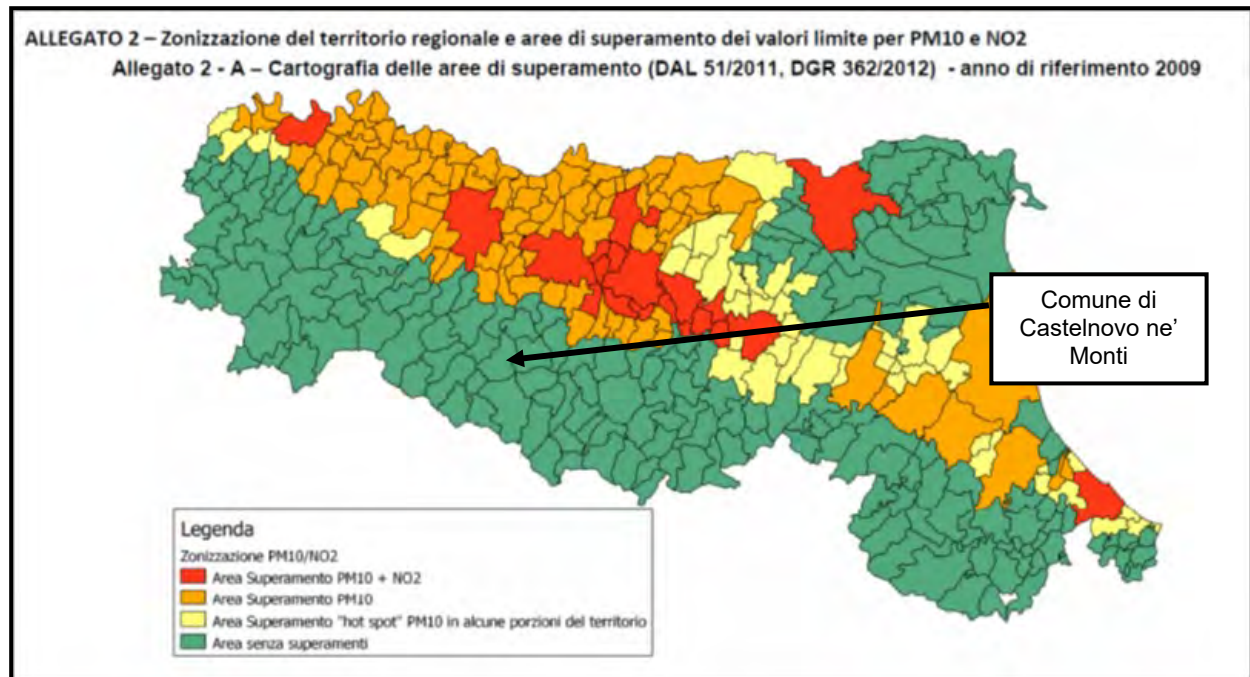 ALLEGATO 2 – Zonizzazione del territorio regionale e aree di superamento dei valori limite per PM10 e NO2
Allegato 2 - A – Cartografia delle aree di superamento (DAL 51/2011, DGR 362/2012) - anno di riferimento 2009
Comune di
Castelnovo ne’
Monti
Legenda
Zonizzazione PM10/NO2
Area Superamento PM10 + NO2
Area Superamento PM10
Area Superamento "hot spot" PM10 in alcune porzioni del territorio
Area senza superamenti